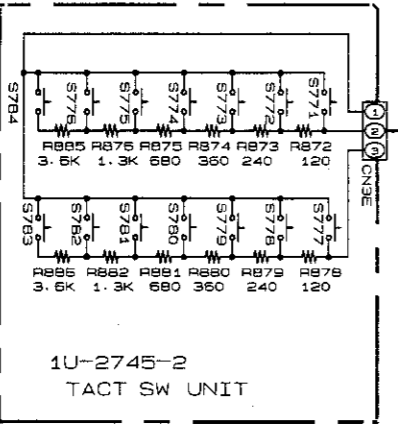 S784 S776 S775 S774 S773 S772 S771
1
2
3
CN3E
R885 R876 R875 R874 R873 R872
3.6K 1.3K 680 360 240 120
S783 S782 S781 S780 S779 S778 S777
R886 R882 R881 R880 R879 R878
3.6K 1.3K 680 360 240 120
1U-2745-2
TACT SW UNIT